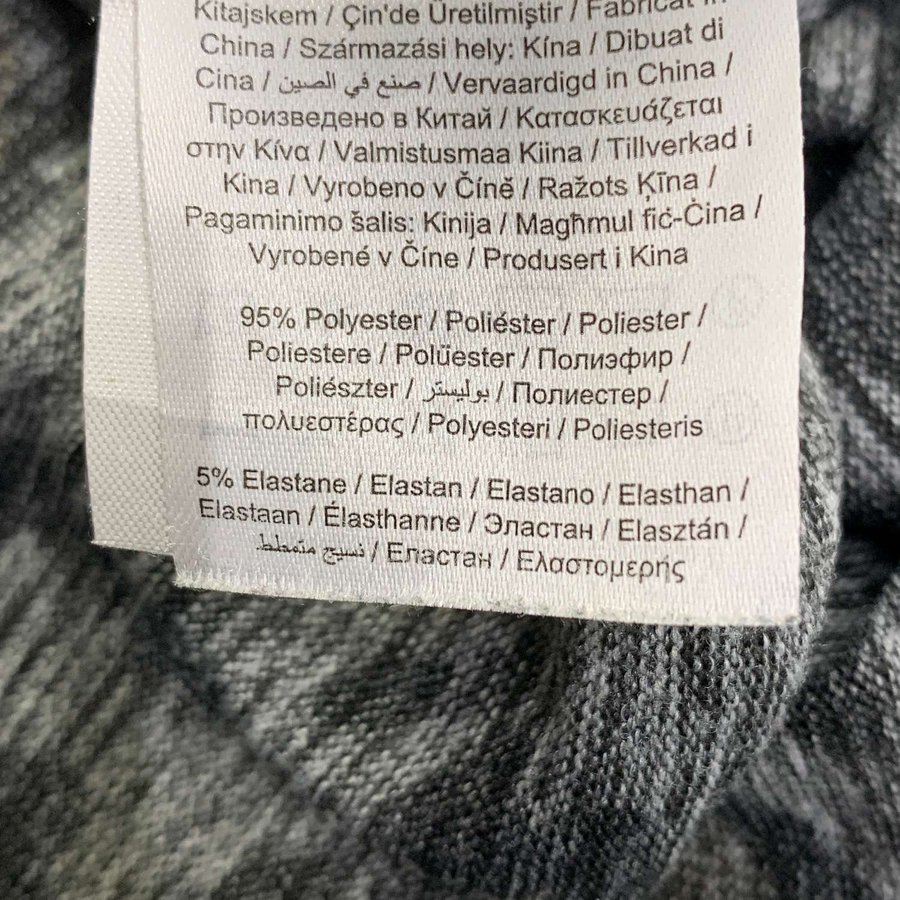 Kitajskem / Çin'de Üretilmiştir / Fabricat în
China / Származási hely: Kína / Dibuat di
Cina / صنع في الصين / Vervaardigd in China /
Произведено в Китай / Κατασκευάζεται
στην Κίνα / Valmistusmaa Kiina / Tillverkad i
Kina / Vyrobeno v Číně / Ražots Ķīna /
Pagaminimo šalis: Kinija / Magħmul fiċ-Ċina /
Vyrobené v Číne / Produsert i Kina
95% Polyester / Poliéster / Poliester /
Poliestere / Polüester / Полиэфир /
Poliészter / بوليستر / Полиестер /
πολυεστέρας / Polyesteri / Poliesteris
5% Elastane / Elastan / Elastano / Elasthan /
Elastaan / Élasthanne / Эластан / Elasztán /
نسيج متمطط. / Еластан / Ελαστομερής